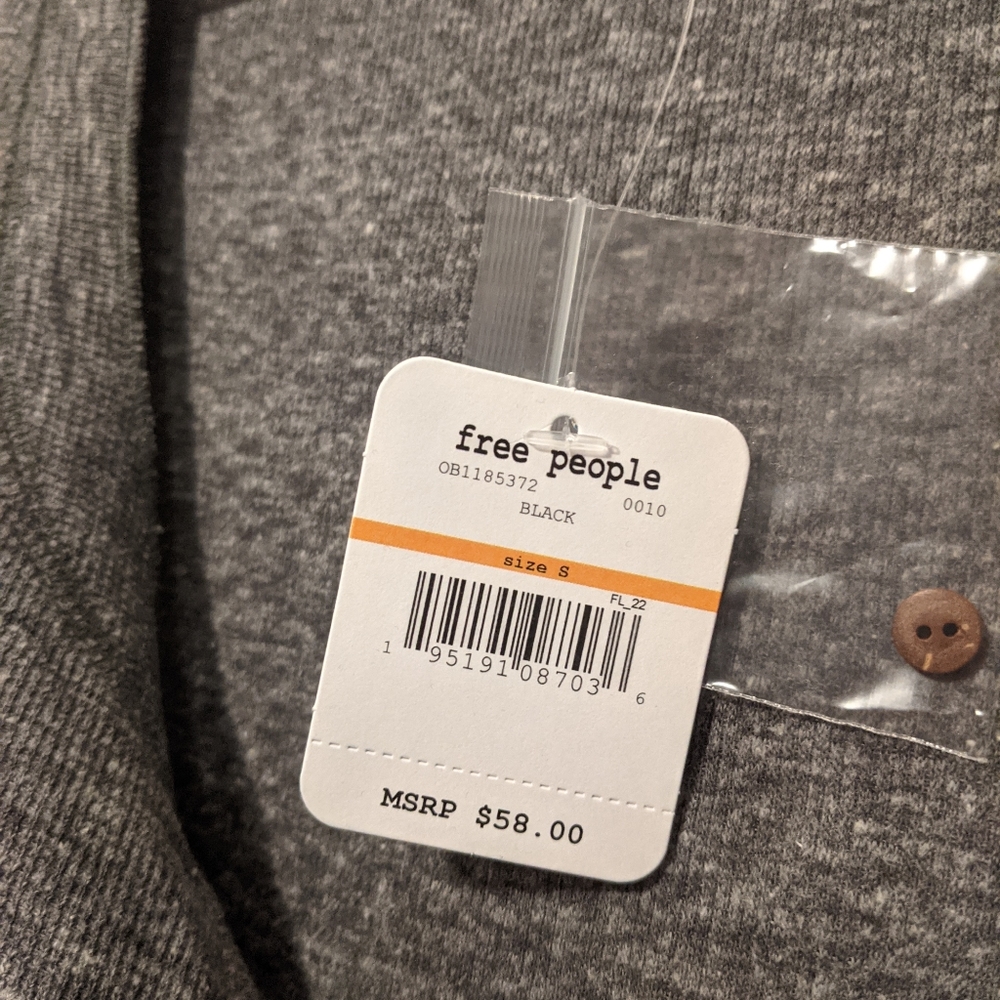 free people
OB1185372 0010
BLACK
size S
FL_22
1 95191 08703 6
MSRP $58.00